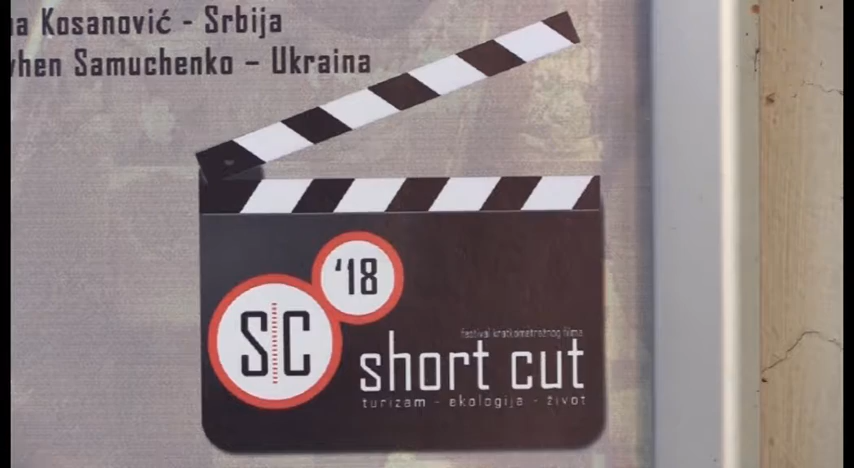 Kosanović - Srbija
Samuchenko – Ukraina
'18
S C
festival kratkometražnog filma
short cut
turizam - ekologija - život